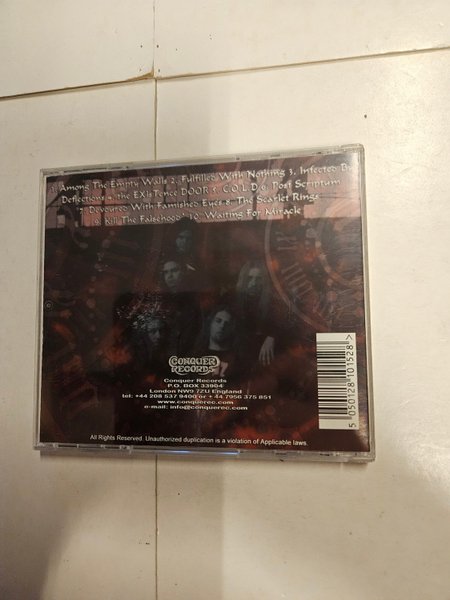 1. Among The Empty Walls 2. Fulfilled With Nothing 3. Infected By
Deflections 4. the EXisTence DOOR 5. C.O.L.D 6. Post Scriptum
7. Devoured With Famished Eyes 8. The Scarlet Rings
9. Kill The Falsehood 10. Waiting For Miracle
CONQUER
RECORDS
Conquer Records
P.O. BOX 33904
London NW9 7ZU England
tel: +44 208 537 9400 or + 44 7956 375 851
www.conquerec.com
e-mail: info@conquerec.com
5 050128 101528 >
All Rights Reserved. Unauthorized duplication is a violation of Applicable laws.